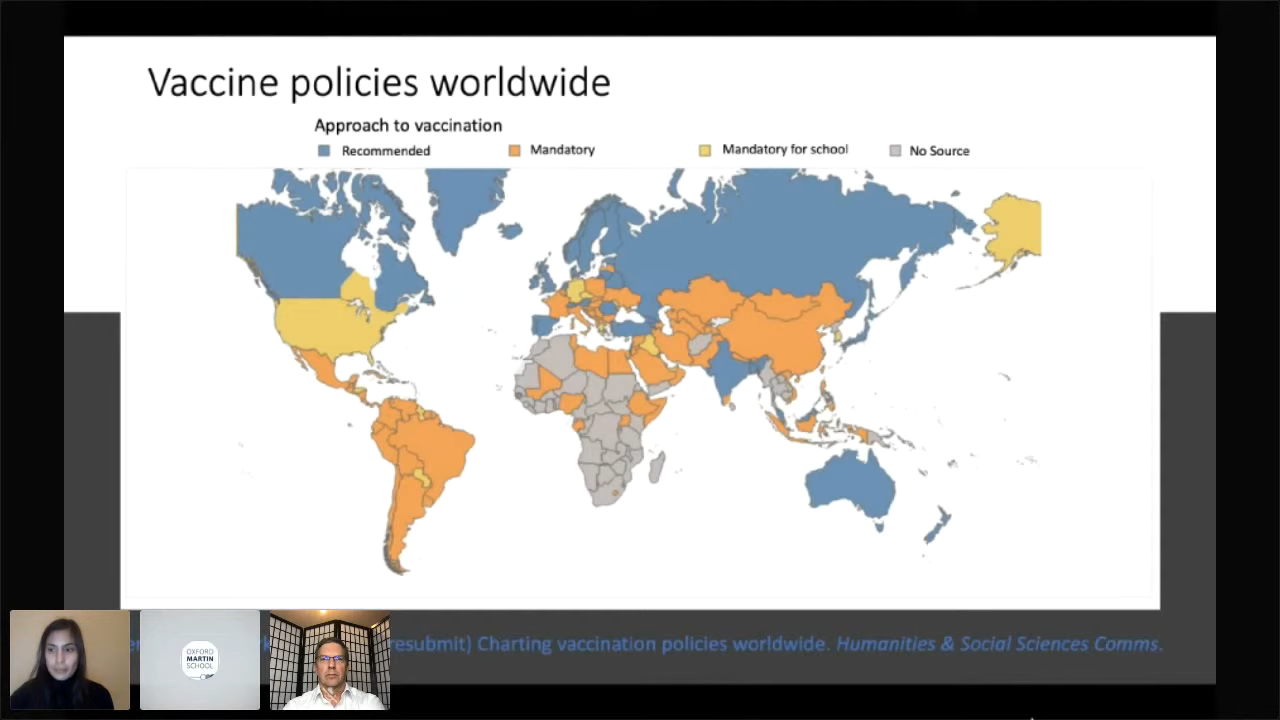 Vaccine policies worldwide
Approach to vaccination
Recommended
Mandatory
Mandatory for school
No Source
resubmit) Charting vaccination policies worldwide. Humanities & Social Sciences Comms.
OXFORD
MARTIN
SCHOOL